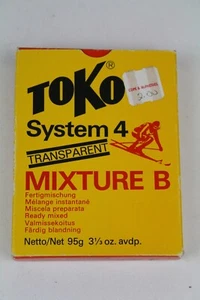 TOKO®
System 4
TRANSPARENT
MIXTURE B
Fertigmischung
Mélange instantané
Miscela preparata
Ready mixed
Valmissekoitus
Färdig blandning
Netto/Net 95g 3⅓ oz. avdp.